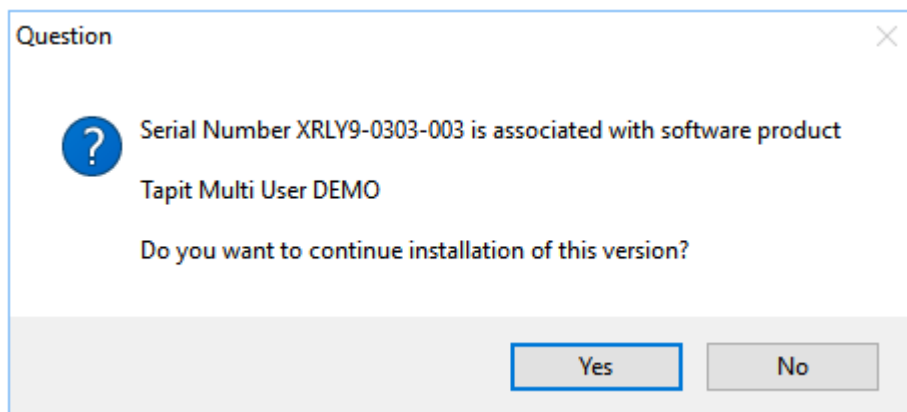 Question
Serial Number XRLY9-0303-003 is associated with software product
Tapit Multi User DEMO
Do you want to continue installation of this version?
Yes
No